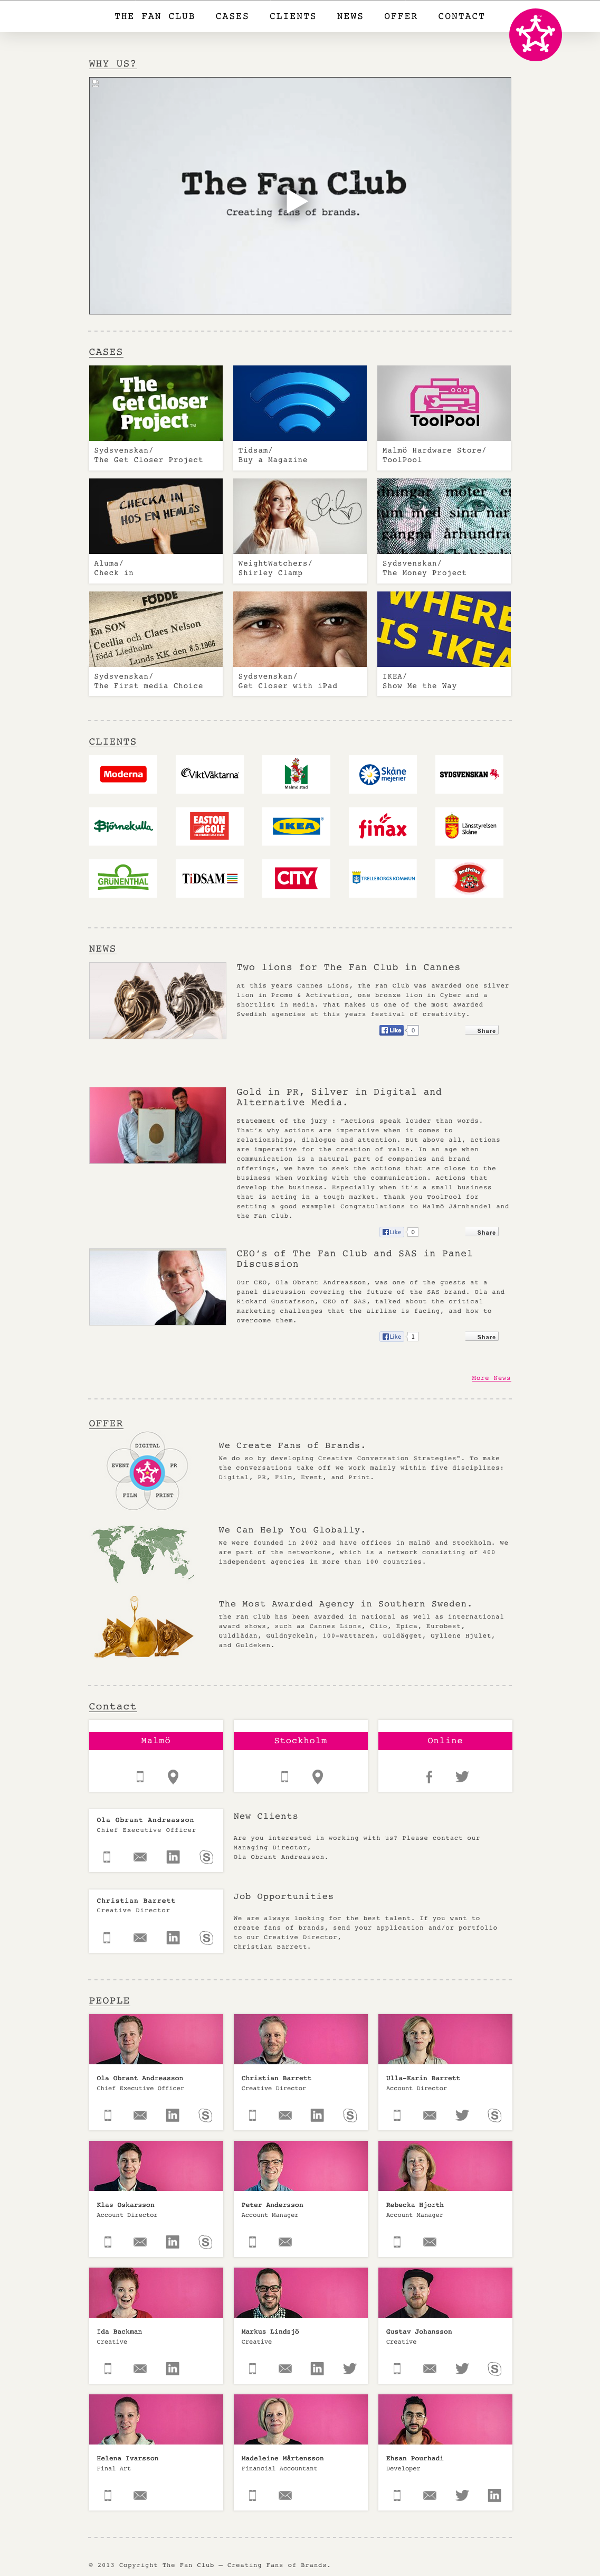 THE FAN CLUB CASES CLIENTS NEWS OFFER CONTACT
WHY US?
The Fan Club
Creating fans of brands.
CASES
The
Get Closer
Project™
ToolPool
Sydsvenskan/
The Get Closer Project
Tidsam/
Buy a Magazine
Malmö Hardware Store/
ToolPool
CHECKA IN
HOS EN HEMLÖS
dningar möter en
um med sina när
gångna århundra
Aluma/
Check in
WeightWatchers/
Shirley Clamp
Sydsvenskan/
The Money Project
FÖDDE
En SON
Cecilia och Claes Nelson
född Liedholm
Lunds KK den 8.5.1966
WHERE
IS IKEA
Sydsvenskan/
The First media Choice
Sydsvenskan/
Get Closer with iPad
IKEA/
Show Me the Way
CLIENTS
Moderna
ViktVäktarna
Malmö stad
Skåne
mejerier
SYDSVENSKAN
Björnekulla
EASTON
GOLF
IKEA
finax
Länsstyrelsen
Skåne
GRÜNENTHAL
TiDSAM
CITY
TRELLEBORGS KOMMUN
NEWS
Two lions for The Fan Club in Cannes
At this years Cannes Lions, The Fan Club was awarded one silver
lion in Promo & Activation, one bronze lion in Cyber and a
shortlist in Media. That makes us one of the most awarded
Swedish agencies at this years festival of creativity.
Like 0 Share
Gold in PR, Silver in Digital and
Alternative Media.
Statement of the jury : "Actions speak louder than words.
That's why actions are imperative when it comes to
relationships, dialogue and attention. But above all, actions
are imperative for the creation of value. In an age when
communication is a natural part of companies and brand
offerings, we have to seek the actions that are close to the
business when working with the communication. Actions that
develop the business. Especially when it's a small business
that is acting in a tough market. Thank you ToolPool for
setting a good example! Congratulations to Malmö Järnhandel and
the Fan Club.
Like 0 Share
CEO's of The Fan Club and SAS in Panel
Discussion
Our CEO, Ola Obrant Andreasson, was one of the guests at a
panel discussion covering the future of the SAS brand. Ola and
Rickard Gustafsson, CEO of SAS, talked about the critical
marketing challenges that the airline is facing, and how to
overcome them.
Like 1 Share
More News
OFFER
DIGITAL
EVENT
PR
FILM
PRINT
We Create Fans of Brands.
We do so by developing Creative Conversation Strategies". To make
the conversations take off we work mainly within five disciplines:
Digital, PR, Film, Event, and Print.
We Can Help You Globally.
We were founded in 2002 and have offices in Malmö and Stockholm. We
are part of the networkone, which is a network consisting of 400
independent agencies in more than 100 countries.
The Most Awarded Agency in Southern Sweden.
The Fan Club has been awarded in national as well as international
award shows, such as Cannes Lions, Clio, Epica, Eurobest,
Guldlådan, Guldnyckeln, 100-wattaren, Guldägget, Gyllene Hjulet,
and Guldeken.
Contact
Malmö
Stockholm
Online
Ola Obrant Andreasson
Chief Executive Officer
New Clients
Are you interested in working with us? Please contact our
Managing Director,
Ola Obrant Andreasson.
Christian Barrett
Creative Director
Job Opportunities
We are always looking for the best talent. If you want to
create fans of brands, send your application and/or portfolio
to our Creative Director,
Christian Barrett.
PEOPLE
Ola Obrant Andreasson
Chief Executive Officer
Christian Barrett
Creative Director
Ulla-Karin Barrett
Account Director
Klas Oskarsson
Account Director
Peter Andersson
Account Manager
Rebecka Hjorth
Account Manager
Ida Backman
Creative
Markus Lindsjö
Creative
Gustav Johansson
Creative
Helena Ivarsson
Final Art
Madeleine Mårtensson
Financial Accountant
Ehsan Pourhadi
Developer
© 2013 Copyright The Fan Club – Creating Fans of Brands.